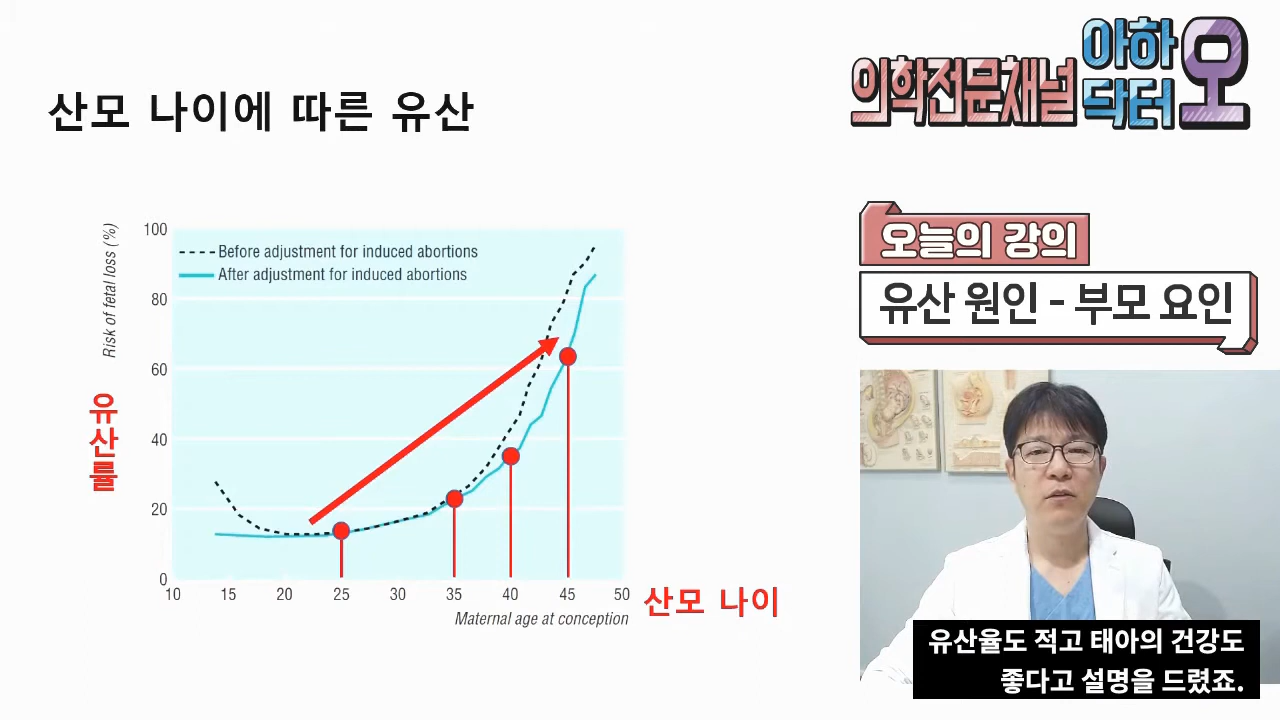 산모 나이에 따른 유산
의학전문채널 아하 닥터 오
오늘의 강의
유산 원인 - 부모 요인
Risk of fetal loss (%)
유산률
100
80
60
40
20
0
Before adjustment for induced abortions
After adjustment for induced abortions
10 15 20 25 30 35 40 45 50
Maternal age at conception
산모 나이
유산율도 적고 태아의 건강도
좋다고 설명을 드렸죠.